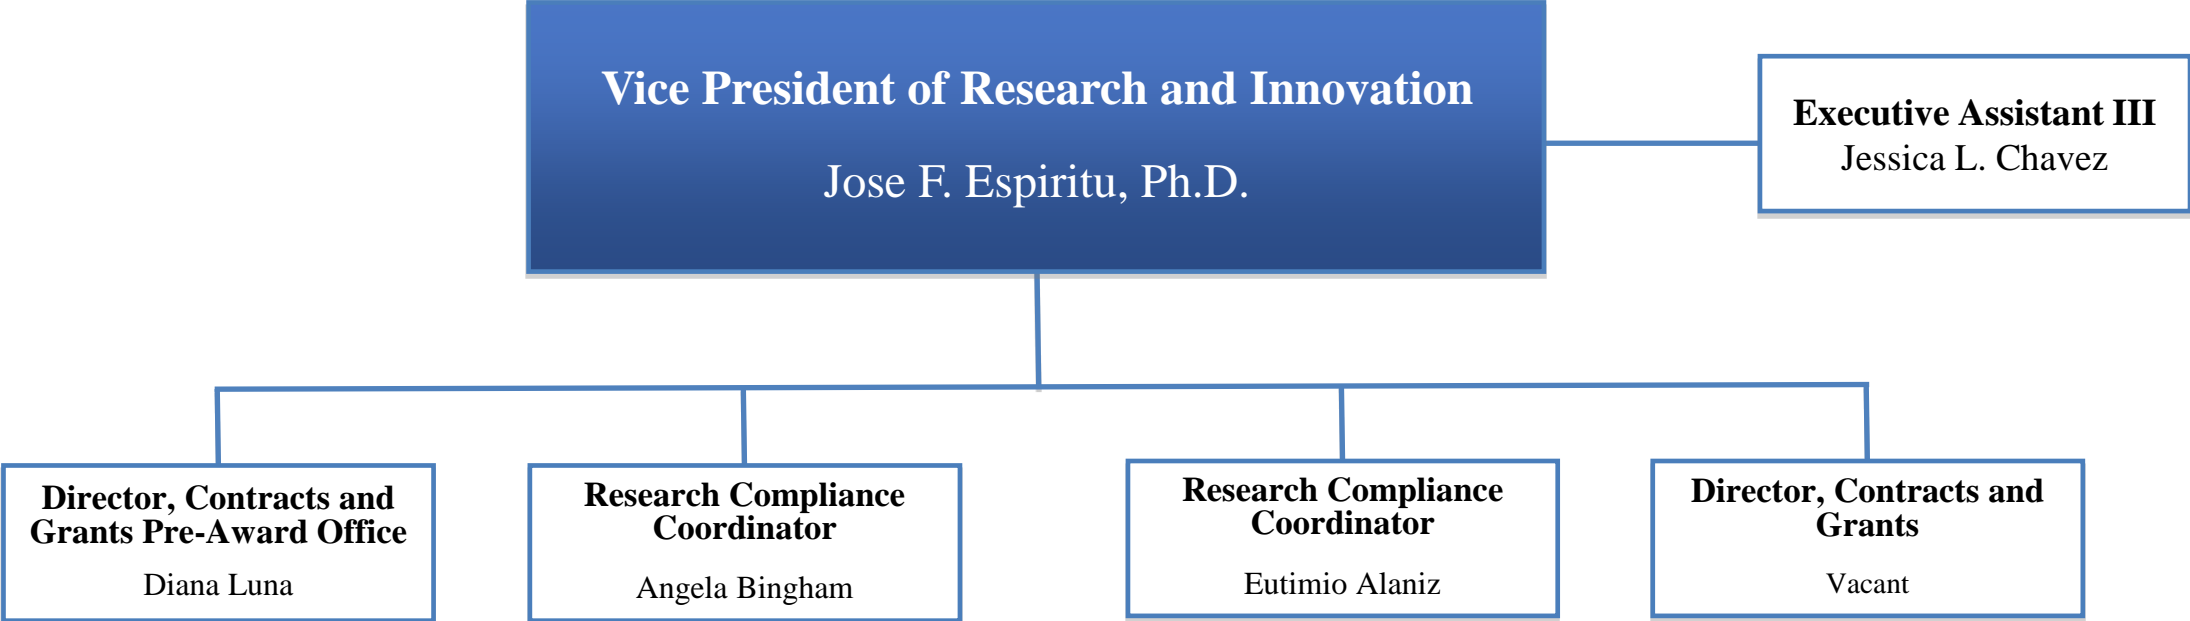 Vice President of Research and Innovation
Jose F. Espiritu, Ph.D.
Executive Assistant III
Jessica L. Chavez
Director, Contracts and
Grants Pre-Award Office
Diana Luna
Research Compliance
Coordinator
Angela Bingham
Research Compliance
Coordinator
Eutimio Alaniz
Director, Contracts and
Grants
Vacant